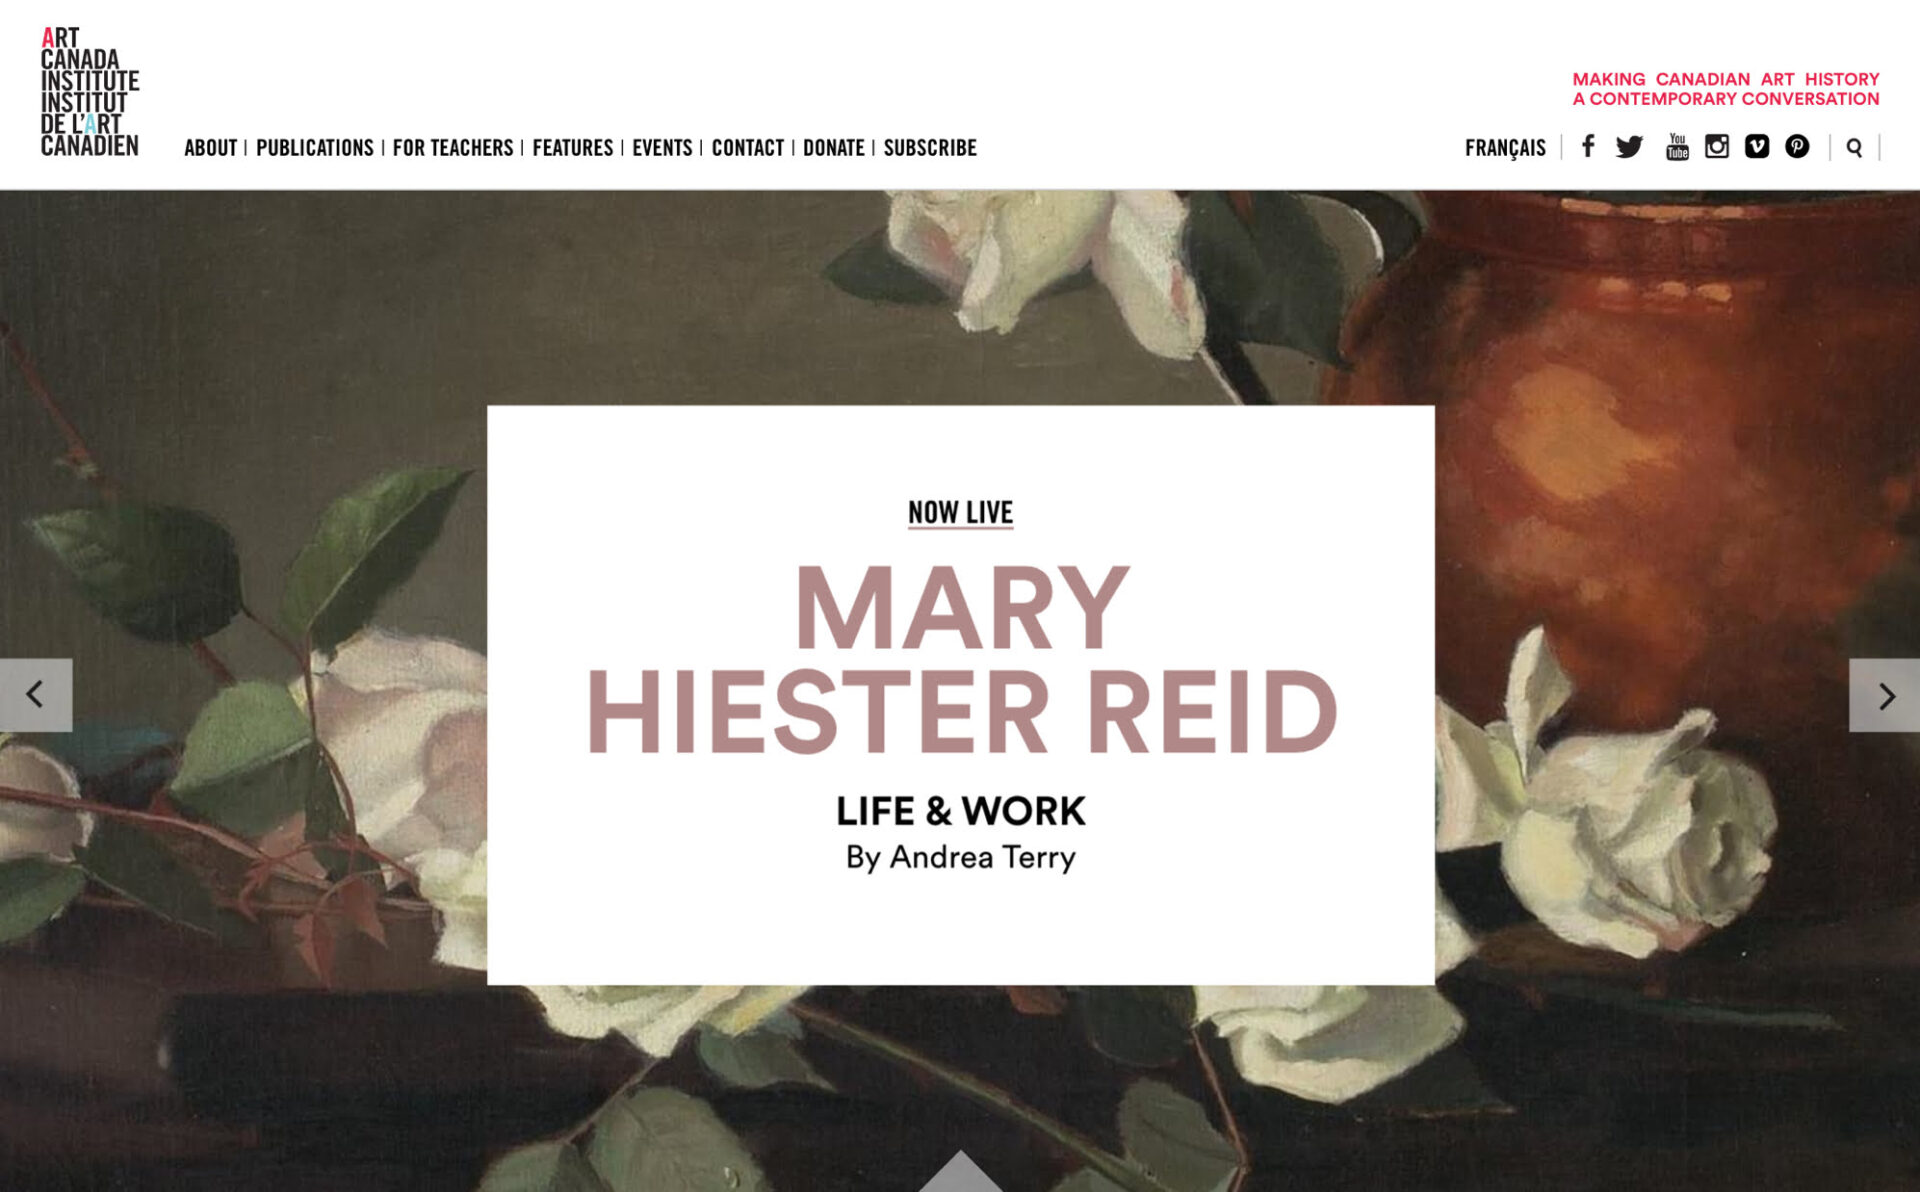 ART
CANADA
INSTITUTE
INSTITUT
DE L'ART
CANADIEN
MAKING CANADIAN ART HISTORY
A CONTEMPORARY CONVERSATION
ABOUT | PUBLICATIONS | FOR TEACHERS | FEATURES | EVENTS | CONTACT | DONATE | SUBSCRIBE
FRANÇAIS
You
Tube
NOW LIVE
MARY
HIESTER REID
LIFE & WORK
By Andrea Terry